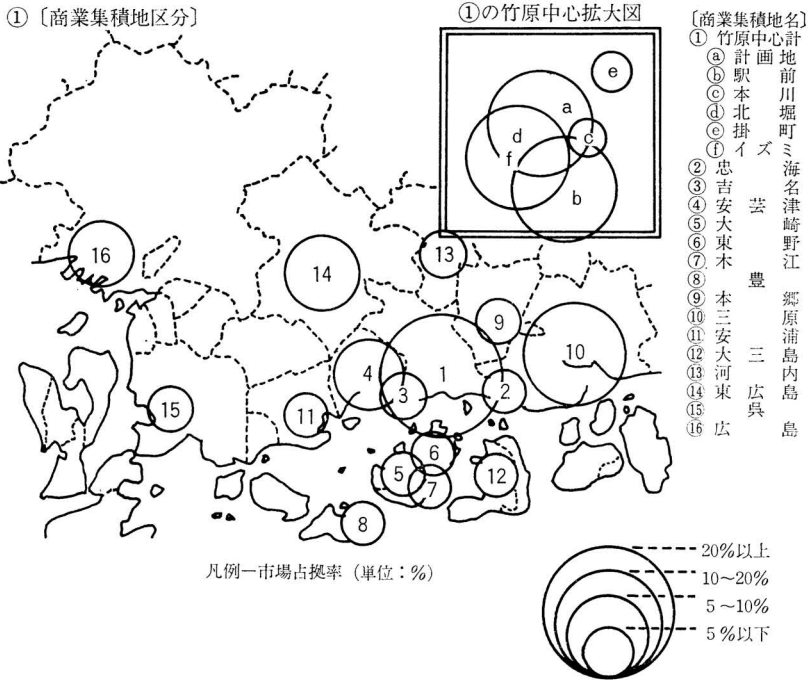 ① 〔商業集積地区分〕
①の竹原中心拡大図
a
b
c
d
e
f
〔商業集積地名〕
① 竹原中心計
ⓐ 計画地
ⓑ 駅前
ⓒ 本川
ⓓ 北堀
ⓔ 掛町
ⓕ イズミ
② 忠海
③ 吉名
④ 安芸津
⑤ 大崎
⑥ 東野
⑦ 木江
⑧ 豊
⑨ 本郷
⑩ 三原
⑪ 安浦
⑫ 大三島
⑬ 河内
⑭ 東広島
⑮ 呉
⑯ 広島
16
14
13
9
10
4
1
3
2
15
11
6
5
7
12
8
凡例―市場占拠率(単位:%)
20%以上
10~20%
5~10%
5%以下